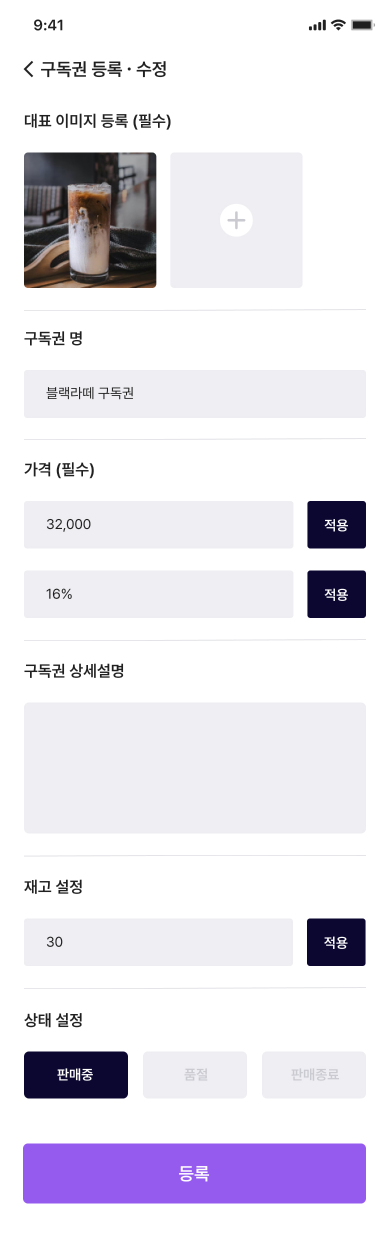 9:41
구독권 등록 · 수정
대표 이미지 등록 (필수)
구독권 명
블랙라떼 구독권
가격 (필수)
32,000
적용
16%
적용
구독권 상세설명
재고 설정
30
적용
상태 설정
판매중
품절
판매종료
등록